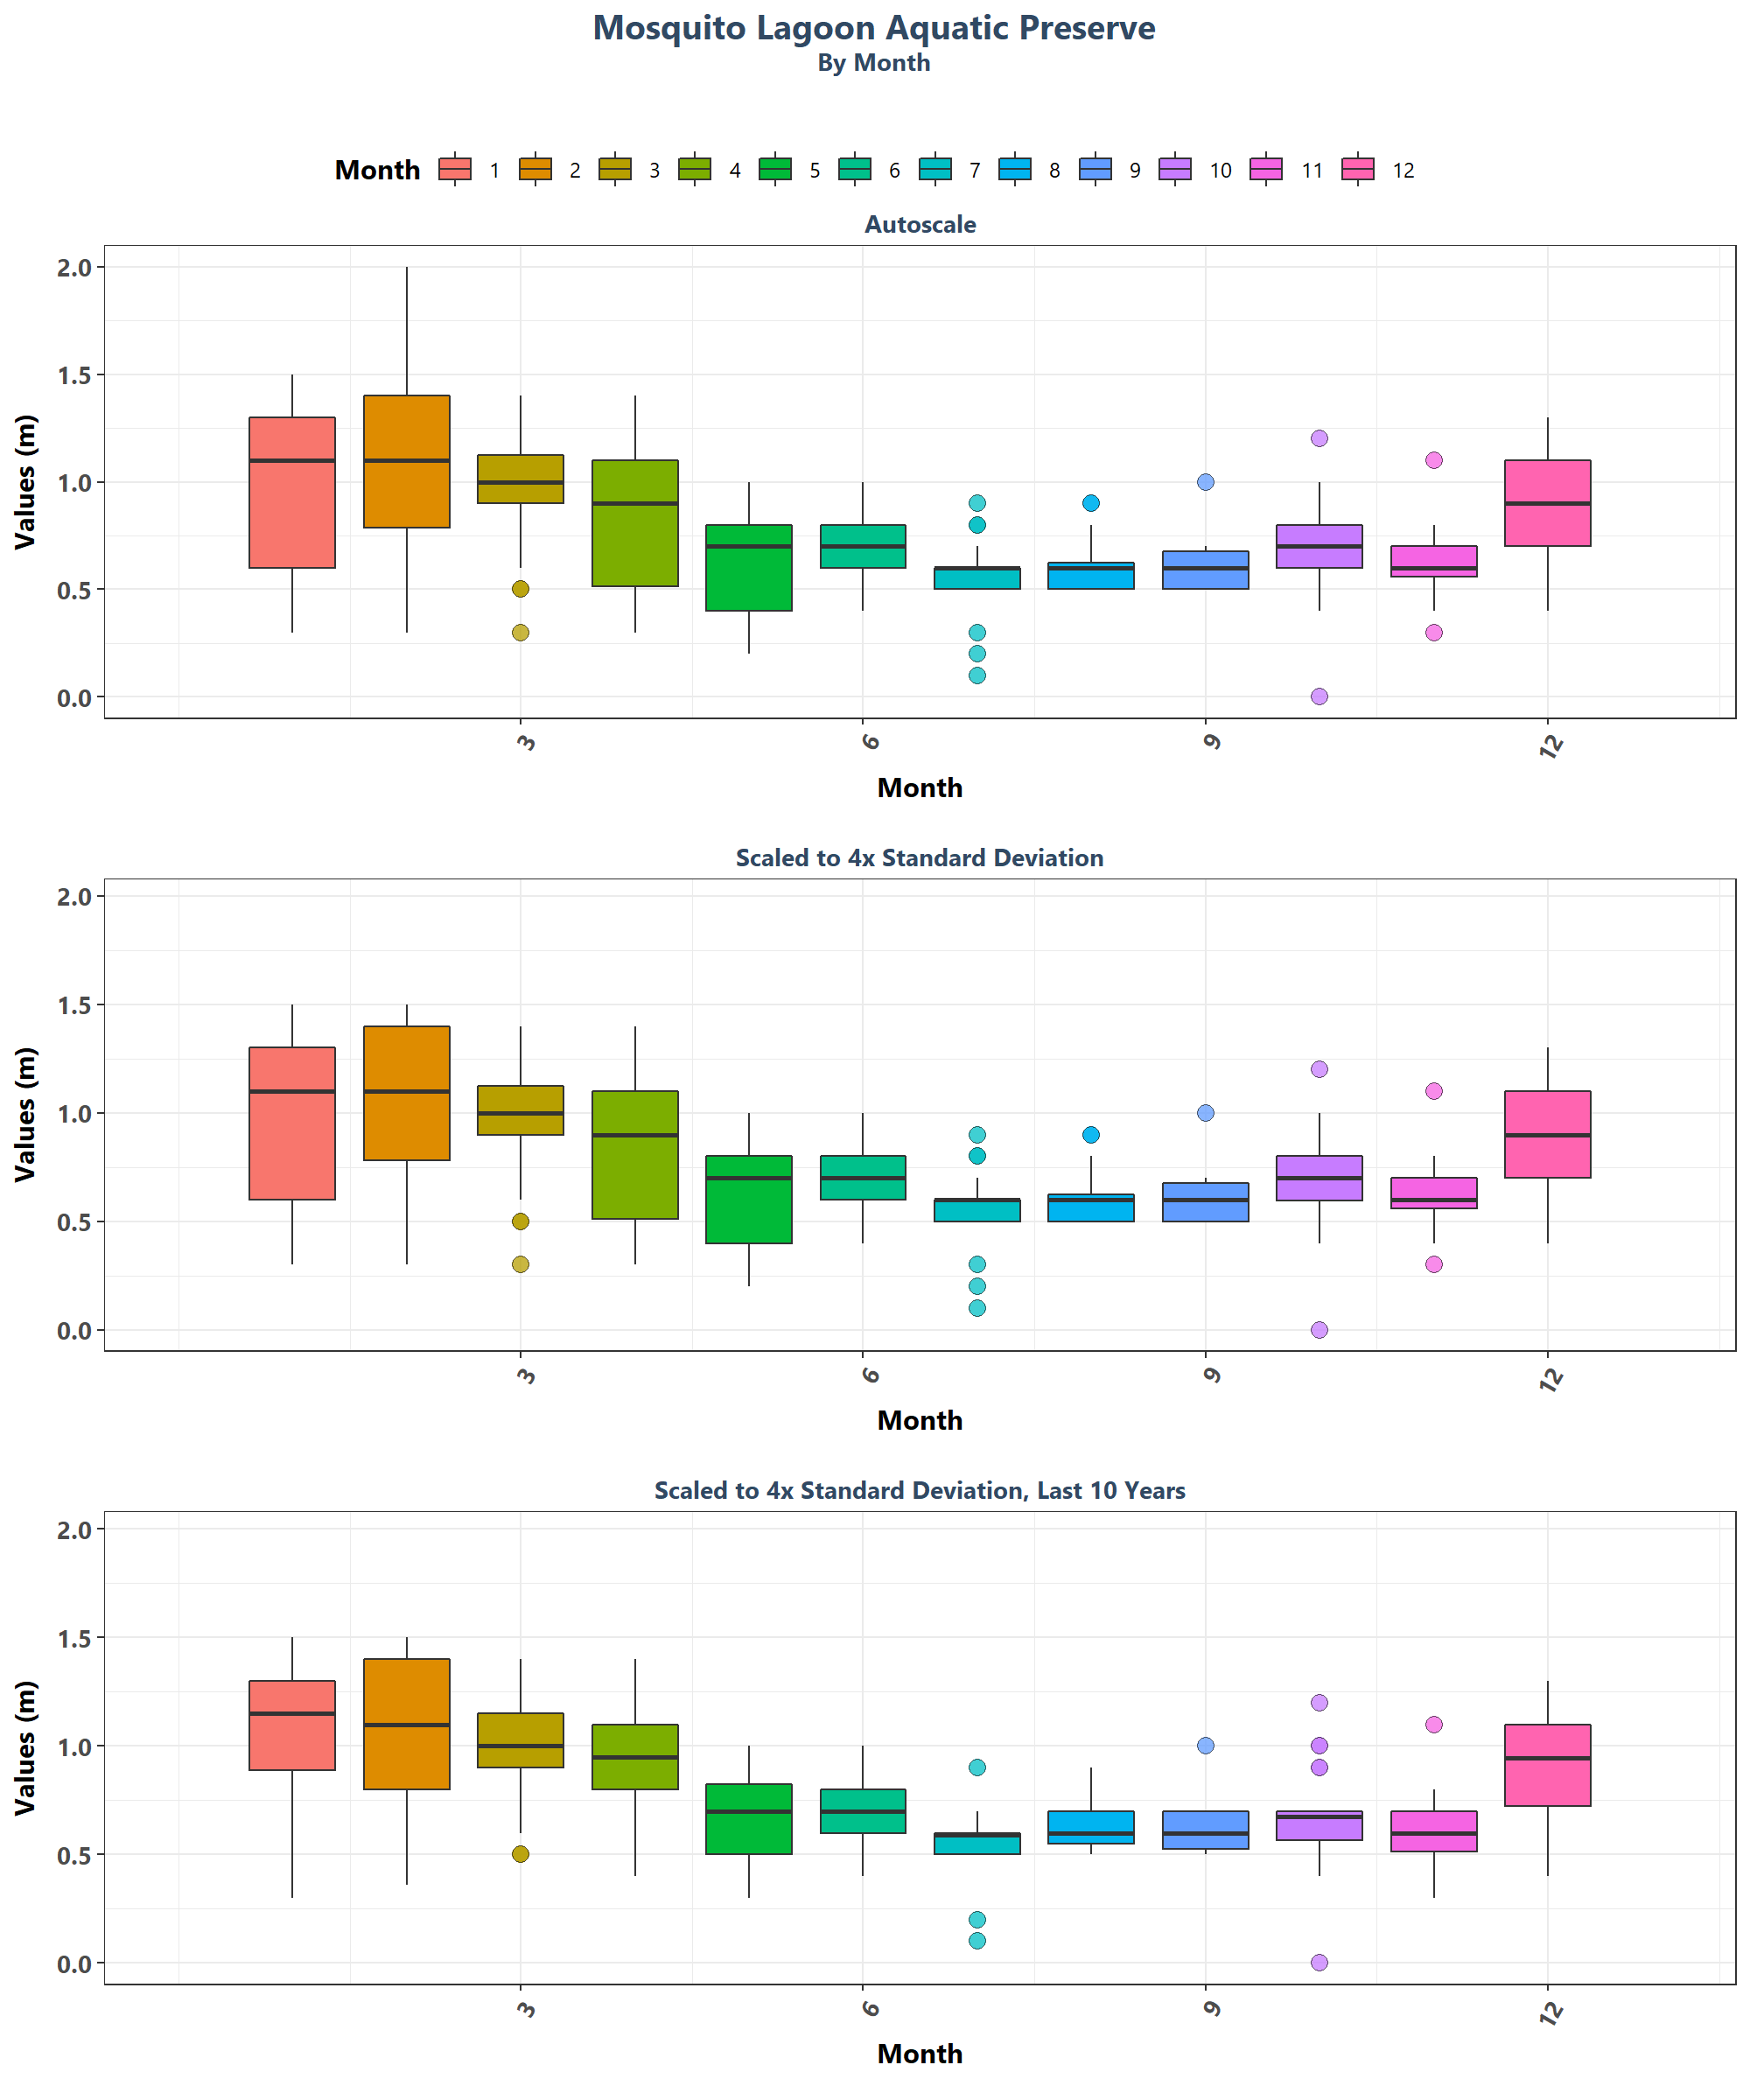 Mosquito Lagoon Aquatic Preserve
By Month
Month 1 2 3 4 5 6 7 8 9 10 11 12
Autoscale
Values (m)
2.0
1.5
1.0
0.5
0.0
3 6 9 12
Month
Scaled to 4x Standard Deviation
Values (m)
2.0
1.5
1.0
0.5
0.0
3 6 9 12
Month
Scaled to 4x Standard Deviation, Last 10 Years
Values (m)
2.0
1.5
1.0
0.5
0.0
3 6 9 12
Month